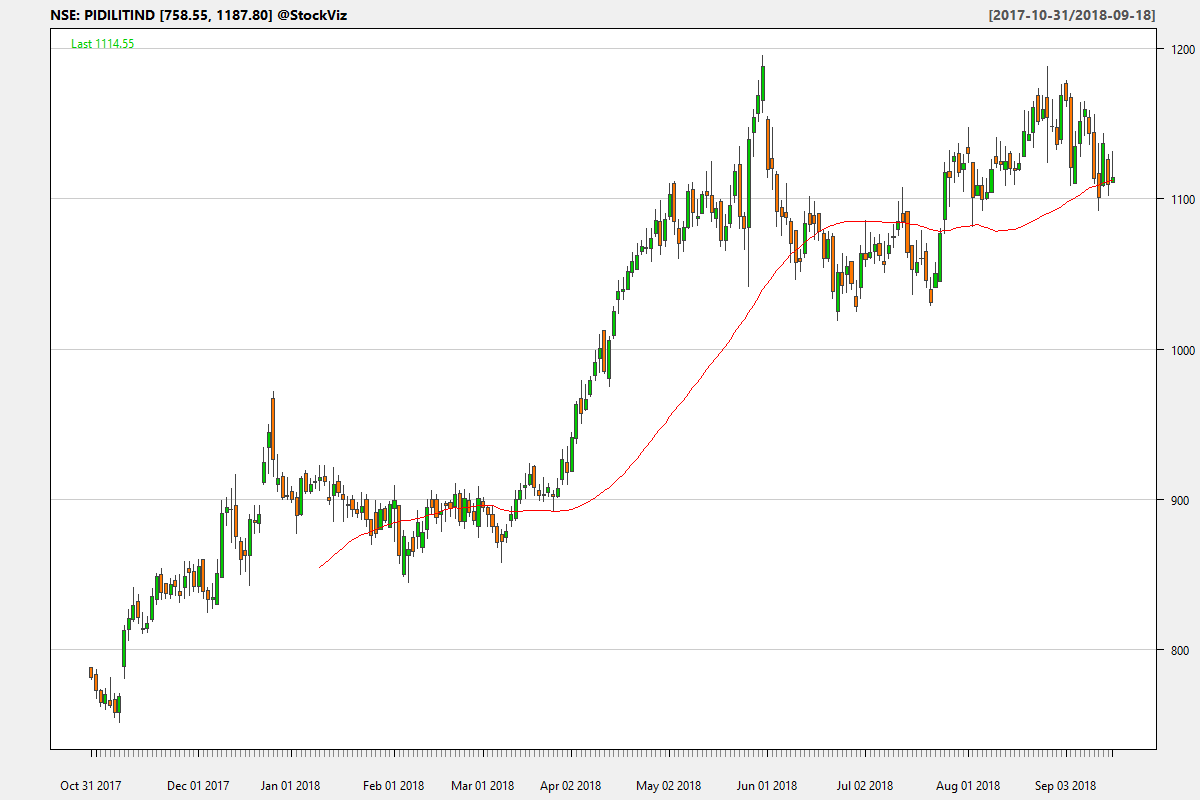 NSE: PIDILITIND [758.55, 1187.80] @StockViz
[2017-10-31/2018-09-18]
Last 1114.55
1200
1100
1000
900
800
Oct 31 2017 Dec 01 2017 Jan 01 2018 Feb 01 2018 Mar 01 2018 Apr 02 2018 May 02 2018 Jun 01 2018 Jul 02 2018 Aug 01 2018 Sep 03 2018